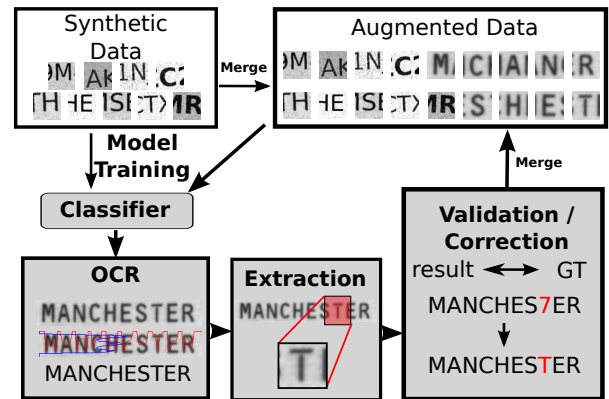 Synthetic
Data
Augmented Data
Merge
Model
Training
Merge
Classifier
OCR
MANCHESTER
MANCHESTER
MANCHESTER
Extraction
MANCHESTER
T
Validation /
Correction
result GT
MANCHES7ER
MANCHESTER